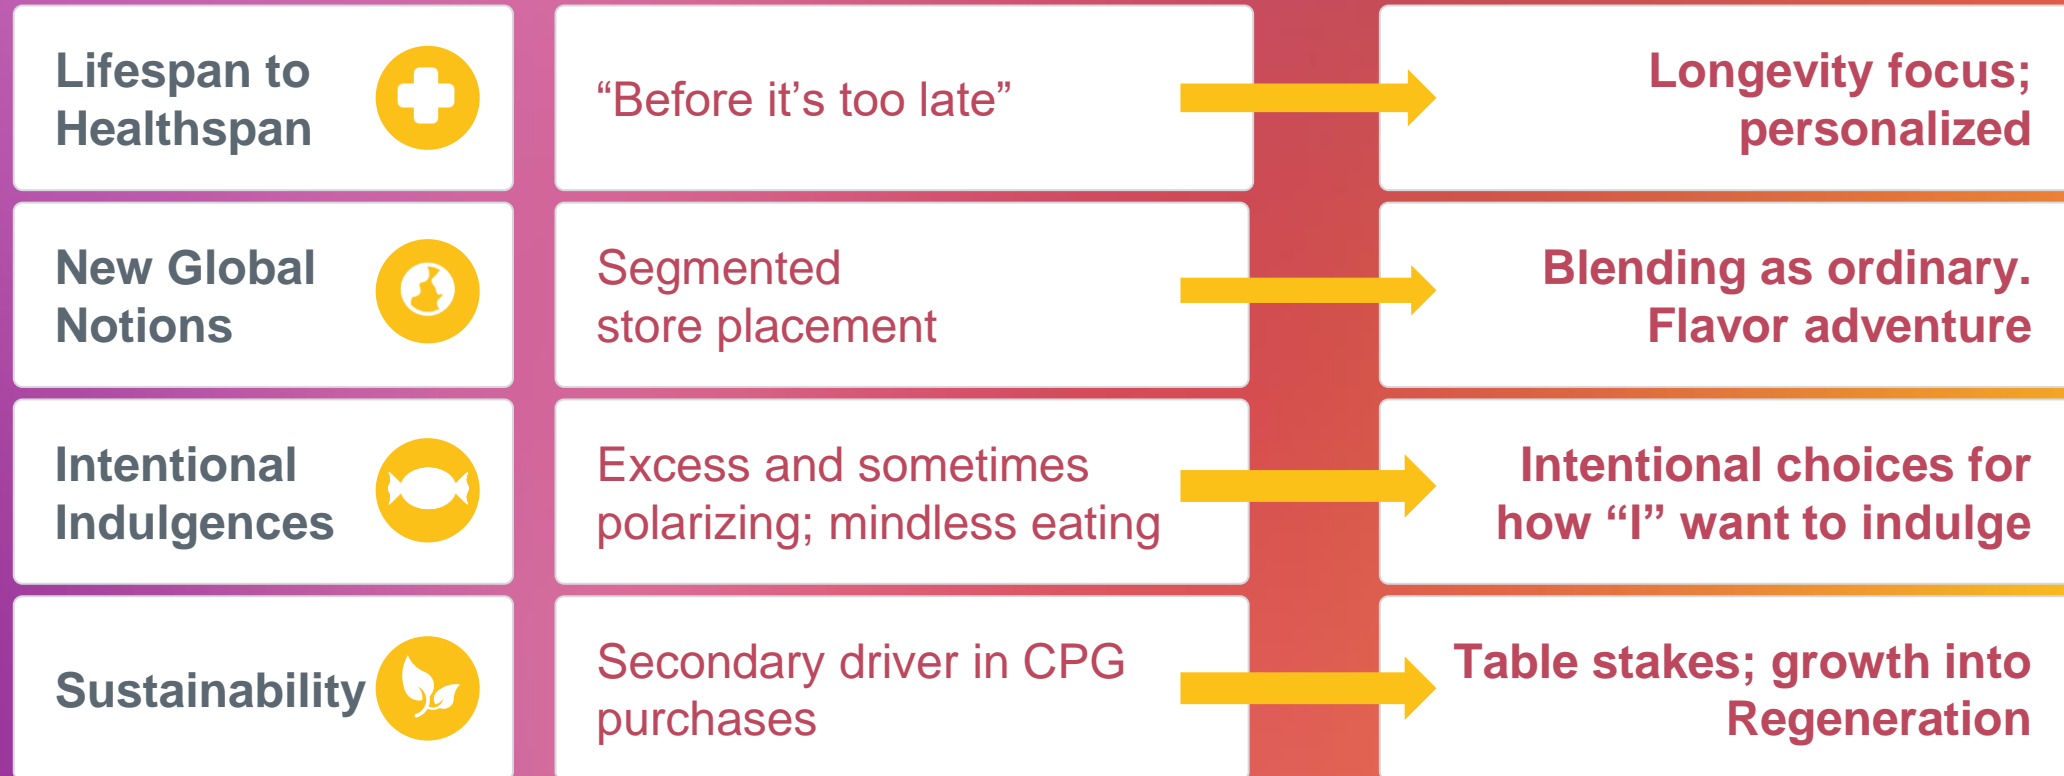 Lifespan to
Healthspan
“Before it’s too late”
Longevity focus;
personalized
New Global
Notions
Segmented
store placement
Blending as ordinary.
Flavor adventure
Intentional
Indulgences
Excess and sometimes
polarizing; mindless eating
Intentional choices for
how “I” want to indulge
Sustainability
Secondary driver in CPG
purchases
Table stakes; growth into
Regeneration